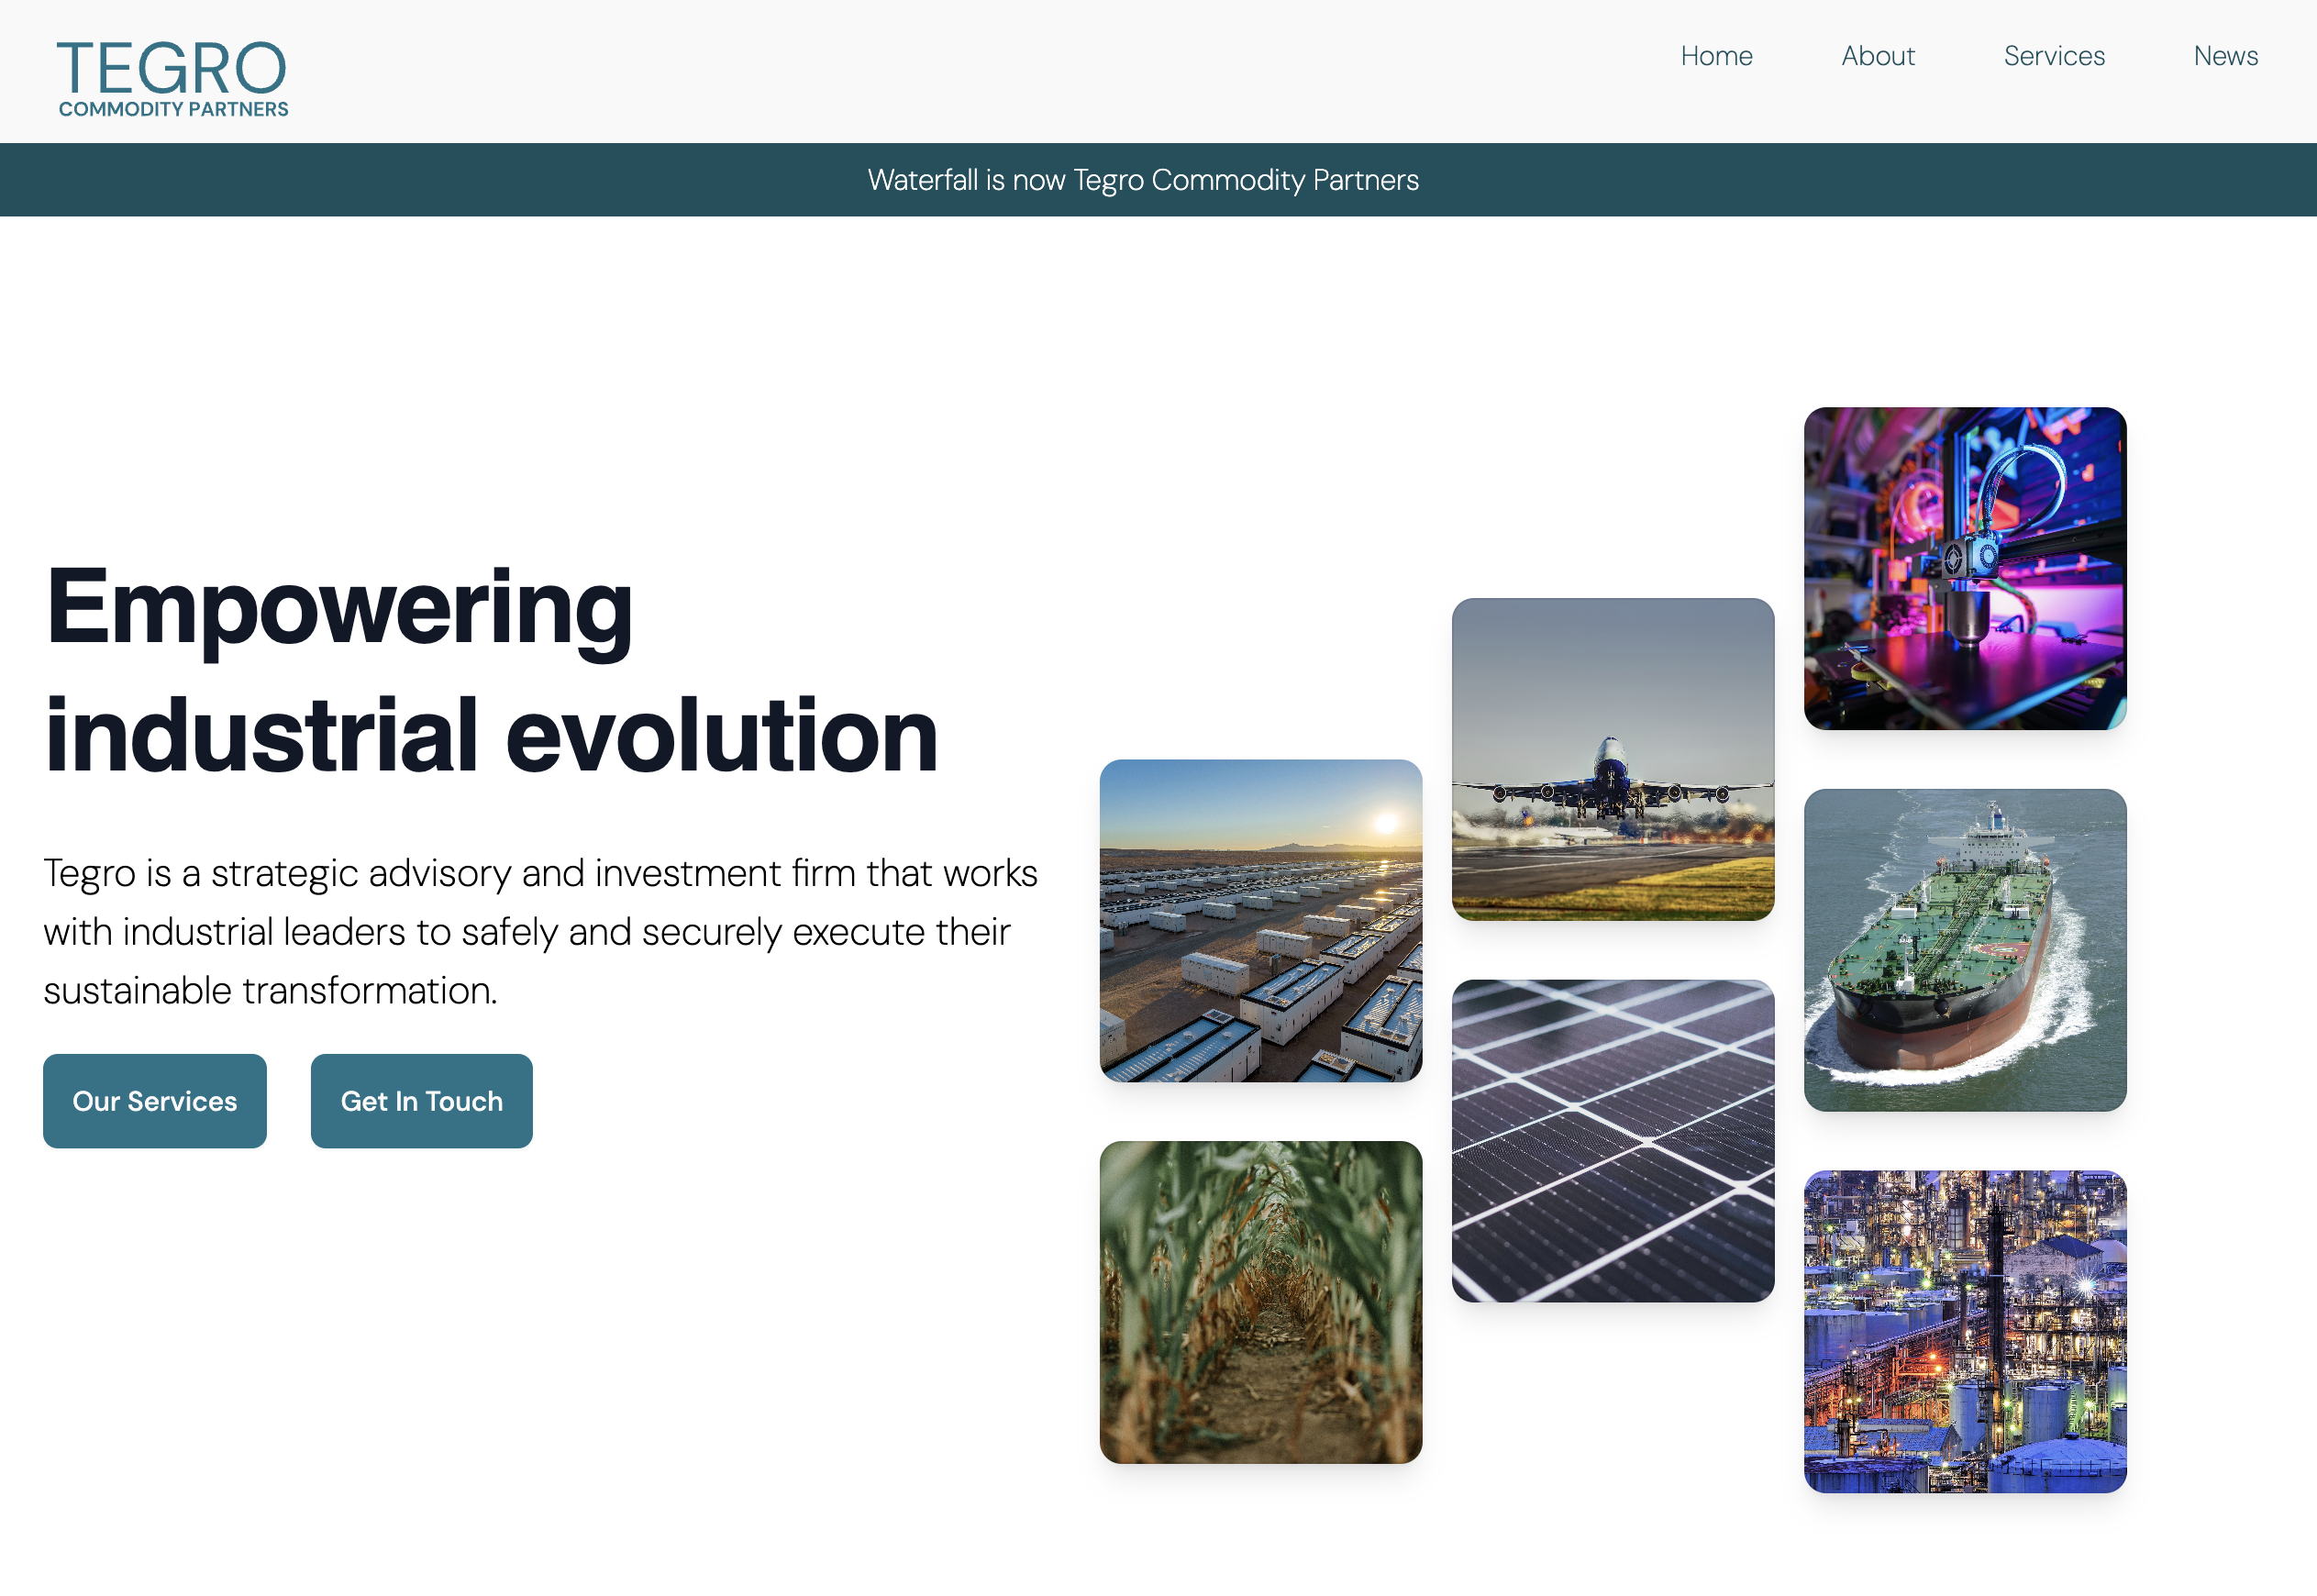 TEGRO
COMMODITY PARTNERS
Home
About
Services
News
Waterfall is now Tegro Commodity Partners
Empowering
industrial evolution
Tegro is a strategic advisory and investment firm that works
with industrial leaders to safely and securely execute their
sustainable transformation.
Our Services
Get In Touch